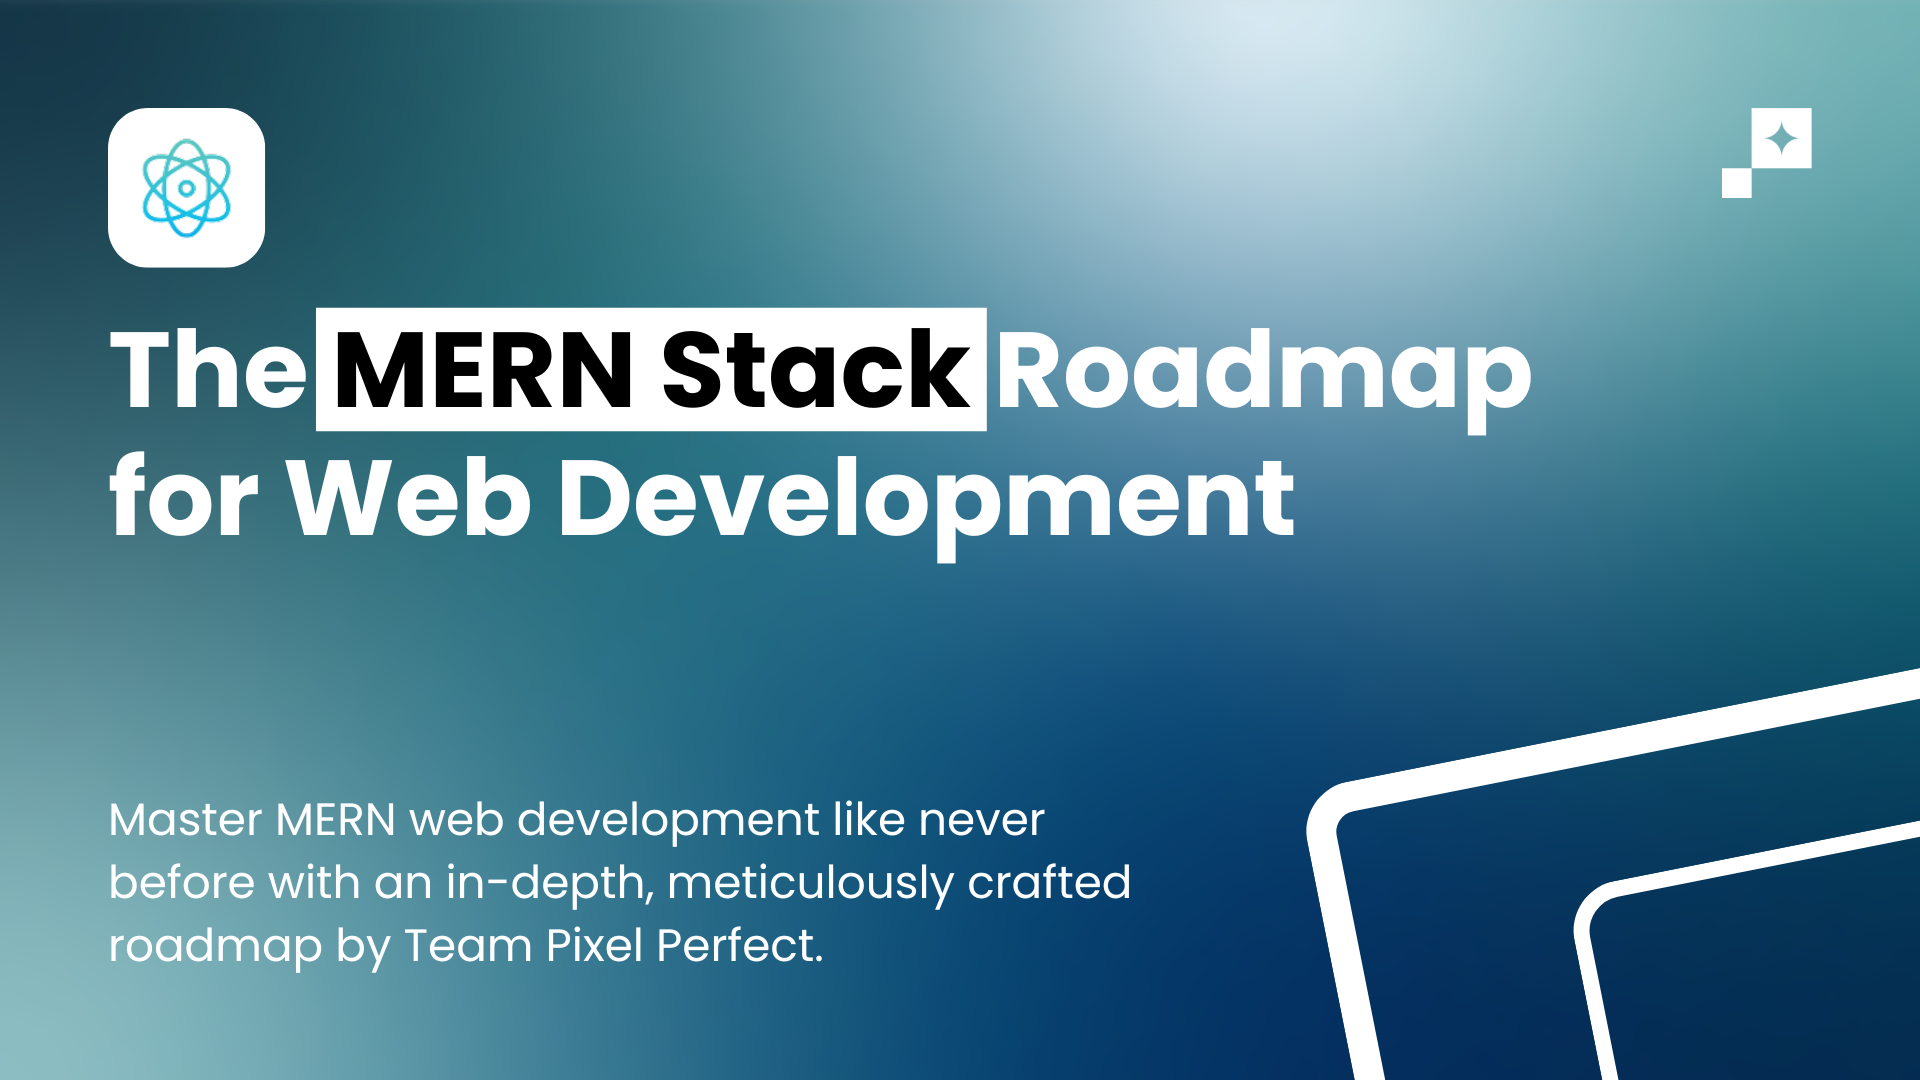 The MERN Stack Roadmap
for Web Development
Master MERN web development like never
before with an in-depth, meticulously crafted
roadmap by Team Pixel Perfect.